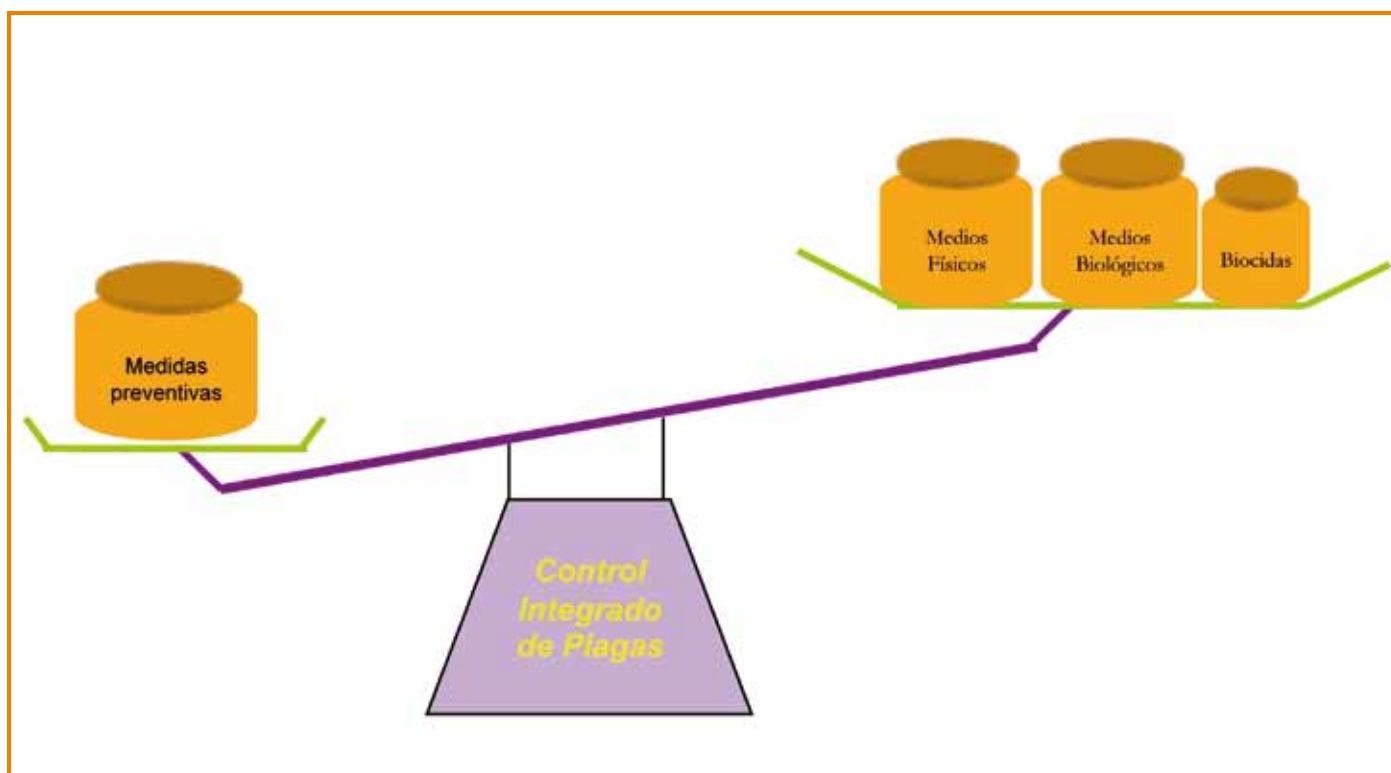 Medios
Físicos
Medios
Biológicos
Biocidas
Medidas
preventivas
Control
Integrado
de Plagas